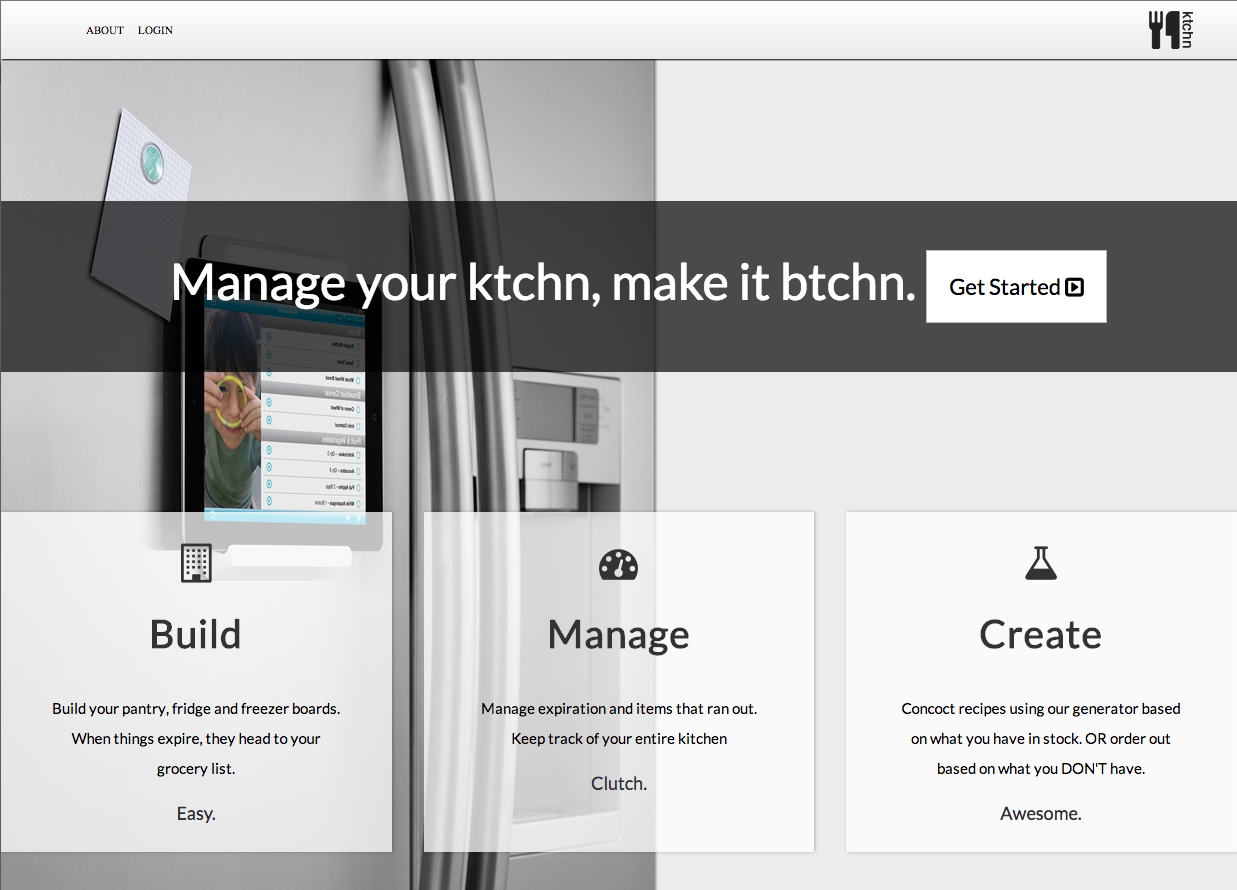 ABOUT LOGIN
ktchn
Manage your ktchn, make it btchn.
Get Started
Build
Build your pantry, fridge and freezer boards.
When things expire, they head to your
grocery list.
Easy.
Manage
Manage expiration and items that ran out.
Keep track of your entire kitchen
Clutch.
Create
Concoct recipes using our generator based
on what you have in stock. OR order out
based on what you DON'T have.
Awesome.